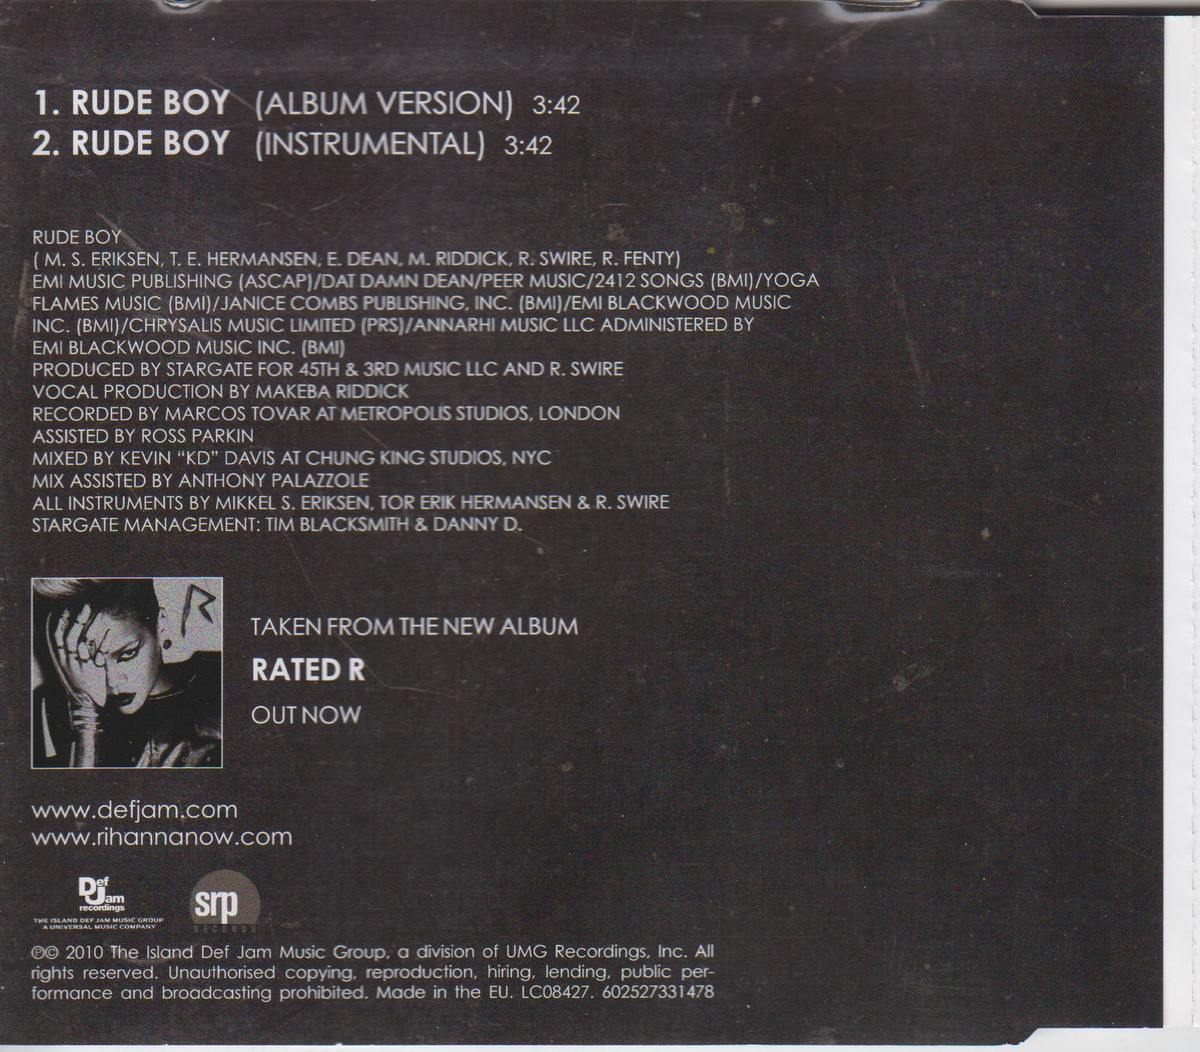 1. RUDE BOY (ALBUM VERSION) 3:42
2. RUDE BOY (INSTRUMENTAL) 3:42
RUDE BOY
( M. S. ERIKSEN, T. E. HERMANSEN, E. DEAN, M. RIDDICK, R. SWIRE, R. FENTY)
EMI MUSIC PUBLISHING (ASCAP)/DAT DAMN DEAN/PEER MUSIC/2412 SONGS (BMI)/YOGA
FLAMES MUSIC (BMI)/JANICE COMBS PUBLISHING, INC. (BMI)/EMI BLACKWOOD MUSIC
INC. (BMI)/CHRYSALIS MUSIC LIMITED (PRS)/ANNARHI MUSIC LLC ADMINISTERED BY
EMI BLACKWOOD MUSIC INC. (BMI)
PRODUCED BY STARGATE FOR 45TH & 3RD MUSIC LLC AND R. SWIRE
VOCAL PRODUCTION BY MAKEBA RIDDICK
RECORDED BY MARCOS TOVAR AT METROPOLIS STUDIOS, LONDON
ASSISTED BY ROSS PARKIN
MIXED BY KEVIN “KD” DAVIS AT CHUNG KING STUDIOS, NYC
MIX ASSISTED BY ANTHONY PALAZZOLE
ALL INSTRUMENTS BY MIKKEL S. ERIKSEN, TOR ERIK HERMANSEN & R. SWIRE
STARGATE MANAGEMENT: TIM BLACKSMITH & DANNY D.
R
TAKEN FROM THE NEW ALBUM
RATED R
OUT NOW
www.defjam.com
www.rihannanow.com
Def Jam
recordings
THE ISLAND DEF JAM MUSIC GROUP
A UNIVERSAL MUSIC COMPANY
srp
RECORDS
℗© 2010 The Island Def Jam Music Group, a division of UMG Recordings, Inc. All
rights reserved. Unauthorised copying, reproduction, hiring, lending, public per-
formance and broadcasting prohibited. Made in the EU. LC08427. 602527331478